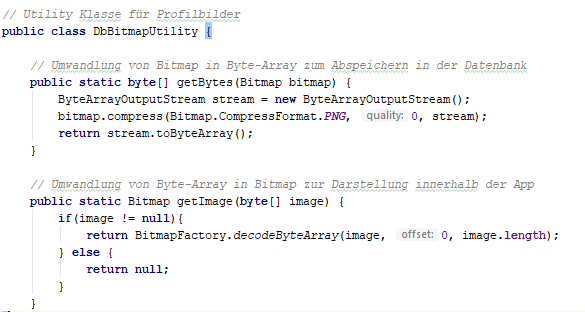 // Utility Klasse für Profilbilder
public class DbBitmapUtility {
// Umwandlung von Bitmap in Byte-Array zum Abspeichern in der Datenbank
public static byte[] getBytes(Bitmap bitmap) {
ByteArrayOutputStream stream = new ByteArrayOutputStream();
bitmap.compress(Bitmap.CompressFormat.PNG, quality: 0, stream);
return stream.toByteArray();
}
// Umwandlung von Byte-Array in Bitmap zur Darstellung innerhalb der App
public static Bitmap getImage(byte[] image) {
if(image != null){
return BitmapFactory.decodeByteArray(image, offset: 0, image.length);
} else {
return null;
}
}